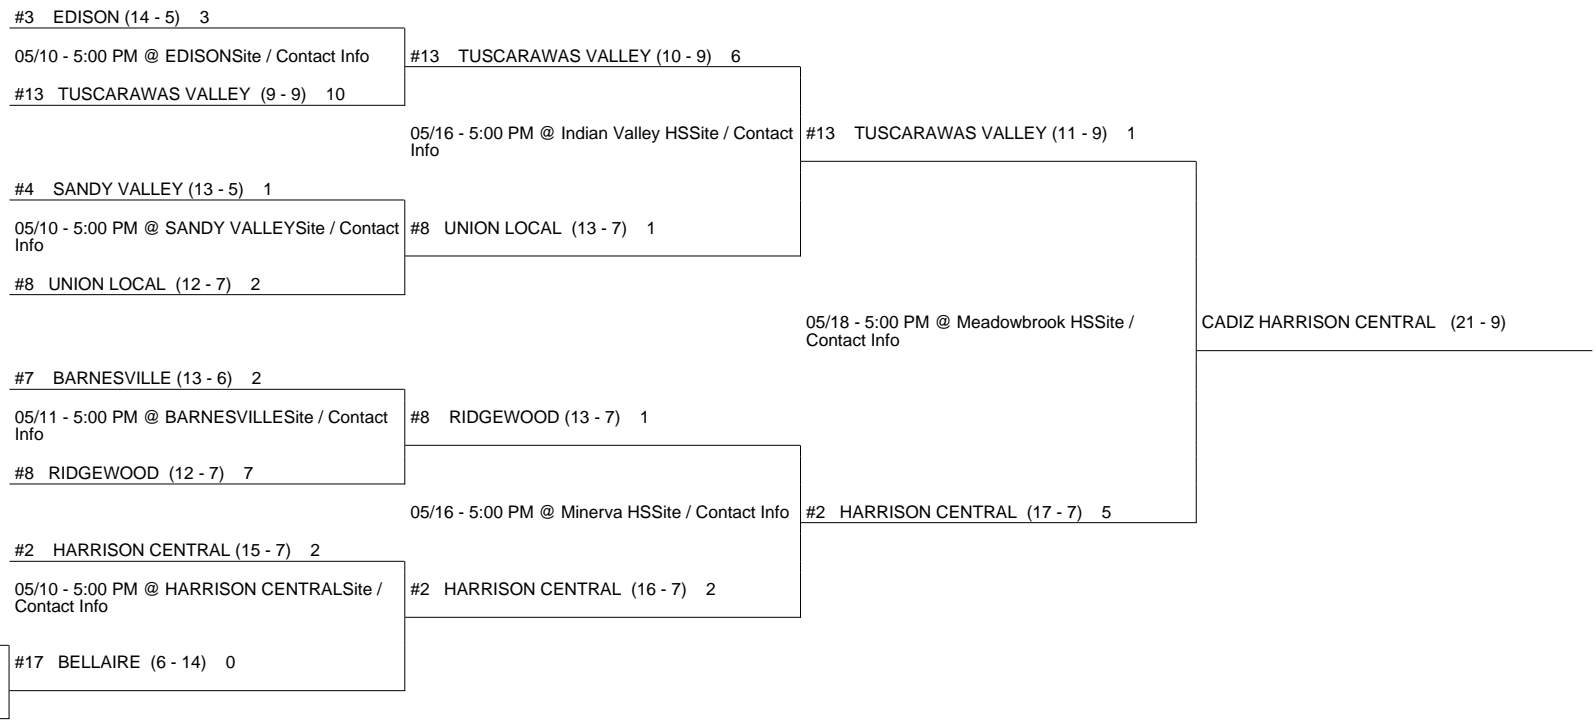 #3 EDISON (14 - 5) 3
05/10 - 5:00 PM @ EDISONSite / Contact Info
#13 TUSCARAWAS VALLEY (9 - 9) 10
#4 SANDY VALLEY (13 - 5) 1
05/10 - 5:00 PM @ SANDY VALLEYSite / Contact
Info
#8 UNION LOCAL (12 - 7) 2
#7 BARNESVILLE (13 - 6) 2
05/11 - 5:00 PM @ BARNESVILLESite / Contact
Info
#8 RIDGEWOOD (12 - 7) 7
#2 HARRISON CENTRAL (15 - 7) 2
05/10 - 5:00 PM @ HARRISON CENTRALSite /
Contact Info
#17 BELLAIRE (6 - 14) 0
#13 TUSCARAWAS VALLEY (10 - 9) 6
05/16 - 5:00 PM @ Indian Valley HSSite / Contact
Info
#8 UNION LOCAL (13 - 7) 1
#8 RIDGEWOOD (13 - 7) 1
05/16 - 5:00 PM @ Minerva HSSite / Contact Info
#2 HARRISON CENTRAL (16 - 7) 2
#13 TUSCARAWAS VALLEY (11 - 9) 1
05/18 - 5:00 PM @ Meadowbrook HSSite /
Contact Info
#2 HARRISON CENTRAL (17 - 7) 5
CADIZ HARRISON CENTRAL (21 - 9)